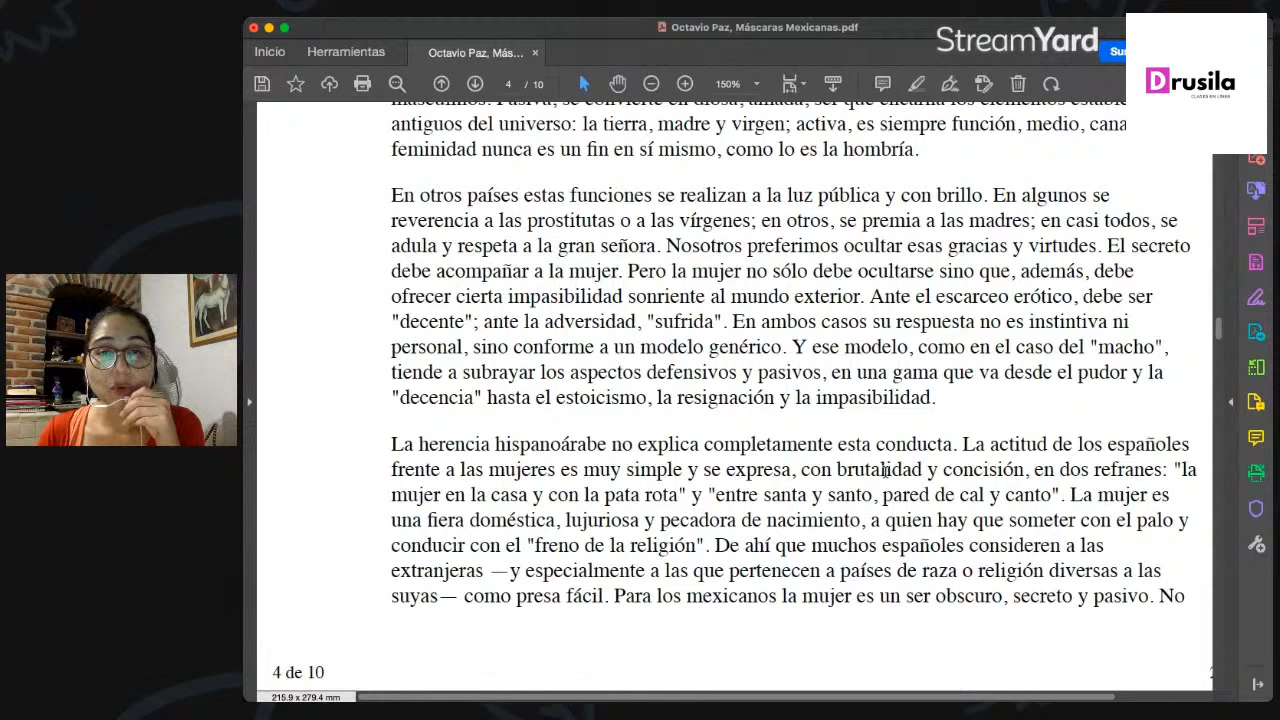 Octavio Paz, Máscaras Mexicanas.pdf
StreamYard
Drusila
CLASES EN LÍNEA
Inicio Herramientas Octavio Paz, Más... ×
4 / 10 150%
antiguos del universo: la tierra, madre y virgen; activa, es siempre función, medio,
feminidad nunca es un fin en sí mismo, como lo es la hombría.
En otros países estas funciones se realizan a la luz pública y con brillo. En algunos se
reverencia a las prostitutas o a las vírgenes; en otros, se premia a las madres; en casi todos, se
adula y respeta a la gran señora. Nosotros preferimos ocultar esas gracias y virtudes. El secreto
debe acompañar a la mujer. Pero la mujer no sólo debe ocultarse sino que, además, debe
ofrecer cierta impasibilidad sonriente al mundo exterior. Ante el escarceo erótico, debe ser
"decente"; ante la adversidad, "sufrida". En ambos casos su respuesta no es instintiva ni
personal, sino conforme a un modelo genérico. Y ese modelo, como en el caso del "macho",
tiende a subrayar los aspectos defensivos y pasivos, en una gama que va desde el pudor y la
"decencia" hasta el estoicismo, la resignación y la impasibilidad.
La herencia hispanoárabe no explica completamente esta conducta. La actitud de los españoles
frente a las mujeres es muy simple y se expresa, con brutalidad y concisión, en dos refranes: "la
mujer en la casa y con la pata rota" y "entre santa y santo, pared de cal y canto". La mujer es
una fiera doméstica, lujuriosa y pecadora de nacimiento, a quien hay que someter con el palo y
conducir con el "freno de la religión". De ahí que muchos españoles consideren a las
extranjeras —y especialmente a las que pertenecen a países de raza o religión diversas a las
suyas— como presa fácil. Para los mexicanos la mujer es un ser obscuro, secreto y pasivo. No
4 de 10
215.9 x 279.4 mm